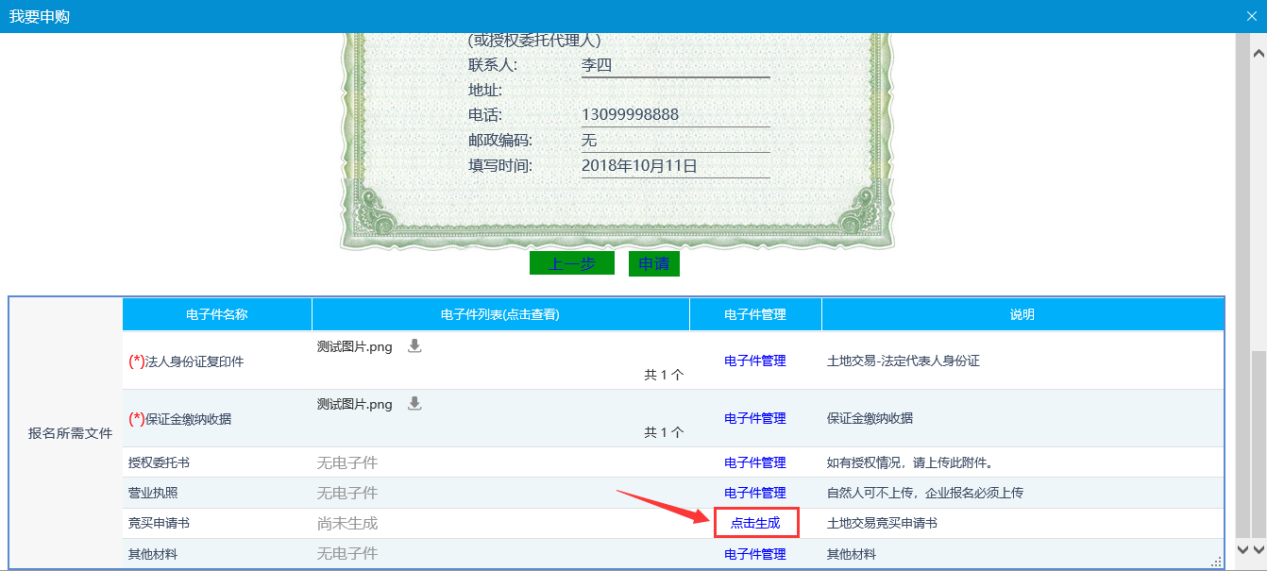 我要申购
(或授权委托代理人)
联系人: 李四
地址:
电话: 13099998888
邮政编码: 无
填写时间: 2018年10月11日
上一步 申请
电子件名称 电子件列表(点击查看) 电子件管理 说明
报名所需文件
(*)法人身份证复印件 测试图片.png 共 1 个 电子件管理 土地交易-法定代表人身份证
(*)保证金缴纳收据 测试图片.png 共 1 个 电子件管理 保证金缴纳收据
授权委托书 无电子件 电子件管理 如有授权情况，请上传此附件。
营业执照 无电子件 电子件管理 自然人可不上传，企业报名必须上传
竞买申请书 尚未生成 点击生成 土地交易竞买申请书
其他材料 无电子件 电子件管理 其他材料